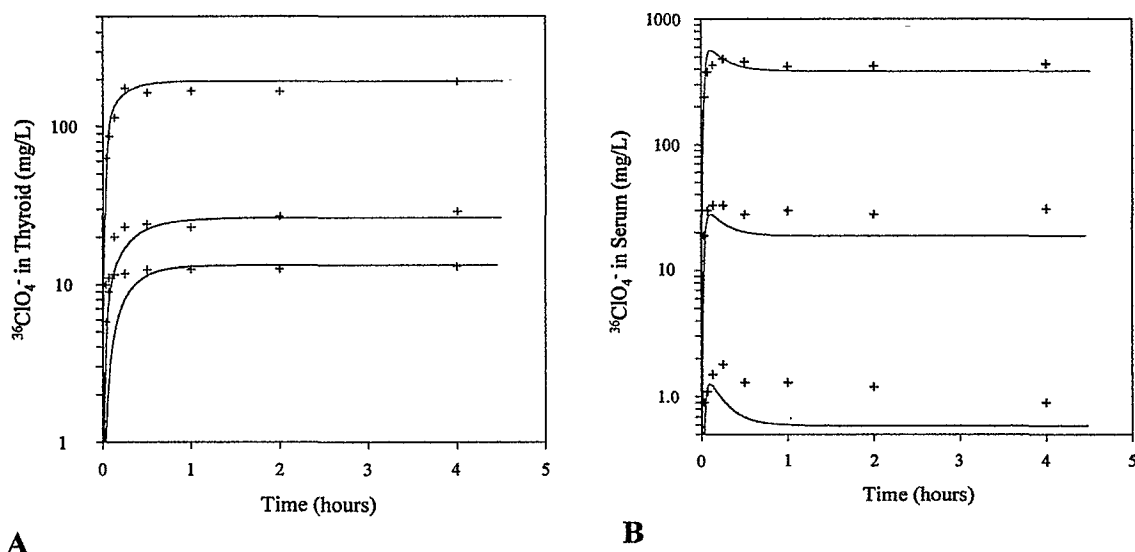 ³⁶ClO₄⁻ in Thyroid (mg/L)
100
10
1
0 1 2 3 4 5
Time (hours)
A
³⁶ClO₄⁻ in Serum (mg/L)
1000
100
10
1.0
0 1 2 3 4 5
Time (hours)
B